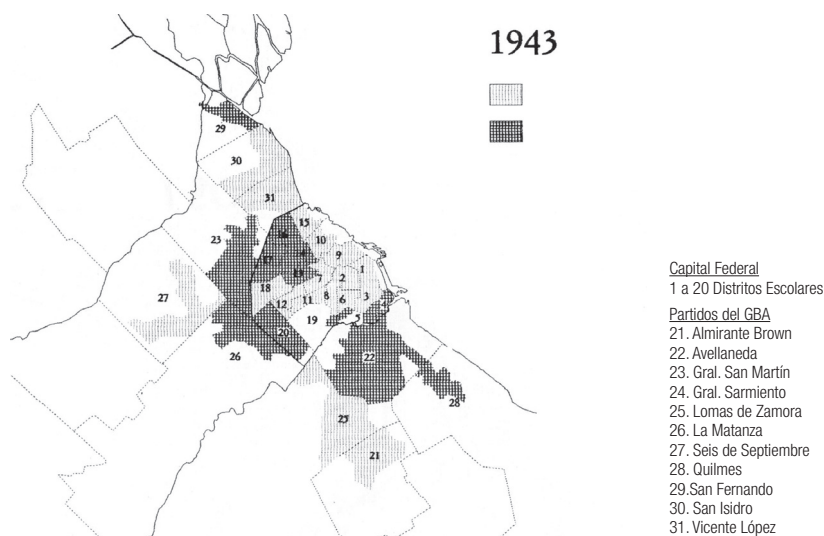 1943
29
30
31
15
16
10
23
9
1
17
2
7
18
8
6
3
27
12
11
4
5
19
20
26
22
28
25
21
Capital Federal
1 a 20 Distritos Escolares
Partidos del GBA
21. Almirante Brown
22. Avellaneda
23. Gral. San Martín
24. Gral. Sarmiento
25. Lomas de Zamora
26. La Matanza
27. Seis de Septiembre
28. Quilmes
29.San Fernando
30. San Isidro
31. Vicente López